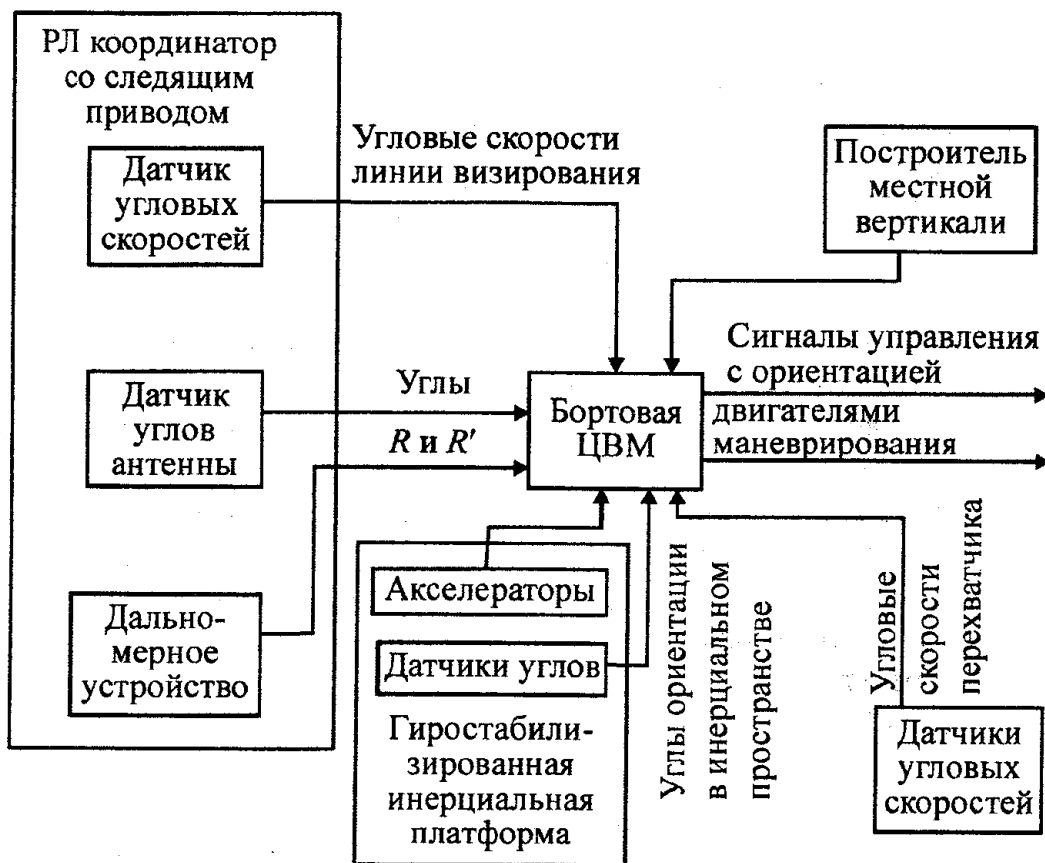 РЛ координатор
со следящим
приводом
Датчик
угловых
скоростей
Угловые скорости
линии визирования
Построитель
местной
вертикали
Датчик
углов
антенны
Углы
R и R'
Бортовая
ЦВМ
Сигналы управления
с ориентацией
двигателями
маневрирования
Дально-
мерное
устройство
Акселераторы
Датчики углов
Гиростабили-
зированная
инерциальная
платформа
Углы ориентации
в инерциальном
пространстве
Угловые
скорости
перехватчика
Датчики
угловых
скоростей